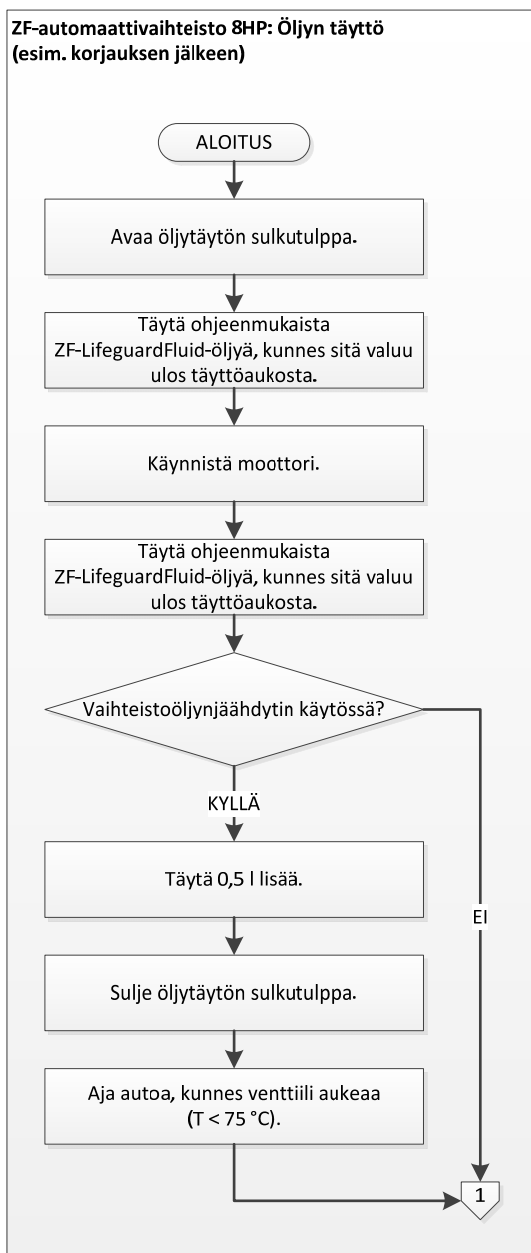 ZF-automaattivaihteisto 8HP: Öljyn täyttö
(esim. korjauksen jälkeen)
ALOITUS
Avaa öljytäytön sulkutulppa.
Täytä ohjeenmukaista
ZF-LifeguardFluid-öljyä, kunnes sitä valuu
ulos täyttöaukosta.
Käynnistä moottori.
Täytä ohjeenmukaista
ZF-LifeguardFluid-öljyä, kunnes sitä valuu
ulos täyttöaukosta.
Vaihteistoöljynjäähdytin käytössä?
KYLLÄ
Täytä 0,5 l lisää.
EI
Sulje öljytäytön sulkutulppa.
Aja autoa, kunnes venttiili aukeaa
(T < 75 °C).
1